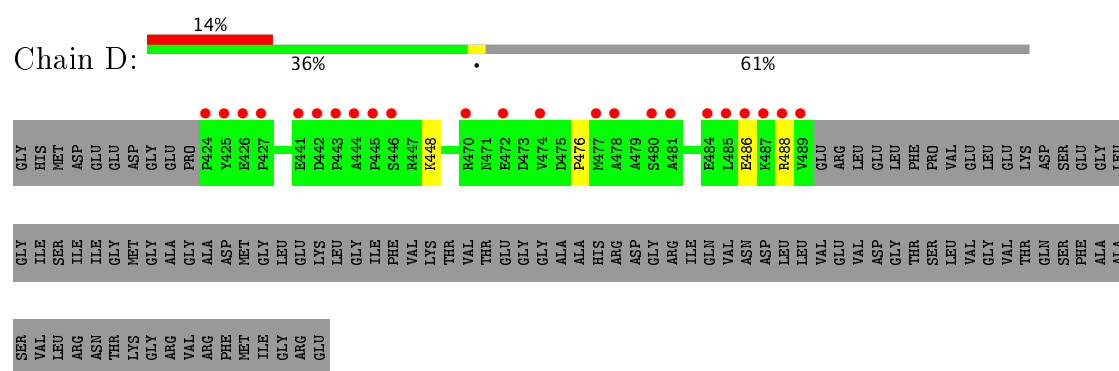 14%
Chain D:
36% • 61%
GLY HIS MET ASP GLU GLU ASP GLY GLU PRO P424 Y425 E426 P427 E441 D442 P443 A444 P445 S446 R447 K448 R470 N471 E472 D473 V474 D475 P476 M477 A478 A479 S480 A481 E484 L485 E486 K487 R488 V489 GLU ARG LEU GLU LEU PHE PRO VAL GLU LEU GLU LYS ASP SER GLU GLY LEU
GLY ILE SER ILE ILE GLY MET GLY ALA GLY ALA ASP MET GLY LEU GLU LYS LEU GLY ILE PHE VAL LYS THR VAL THR GLU GLY GLY ALA ALA HIS ARG ASP GLY ARG ILE GLN VAL ASN ASP LEU LEU VAL GLU VAL ASP GLY THR SER LEU VAL GLY VAL THR GLN SER PHE ALA ALA
SER VAL LEU ARG ASN THR LYS GLY ARG VAL ARG PHE MET ILE GLY ARG GLU